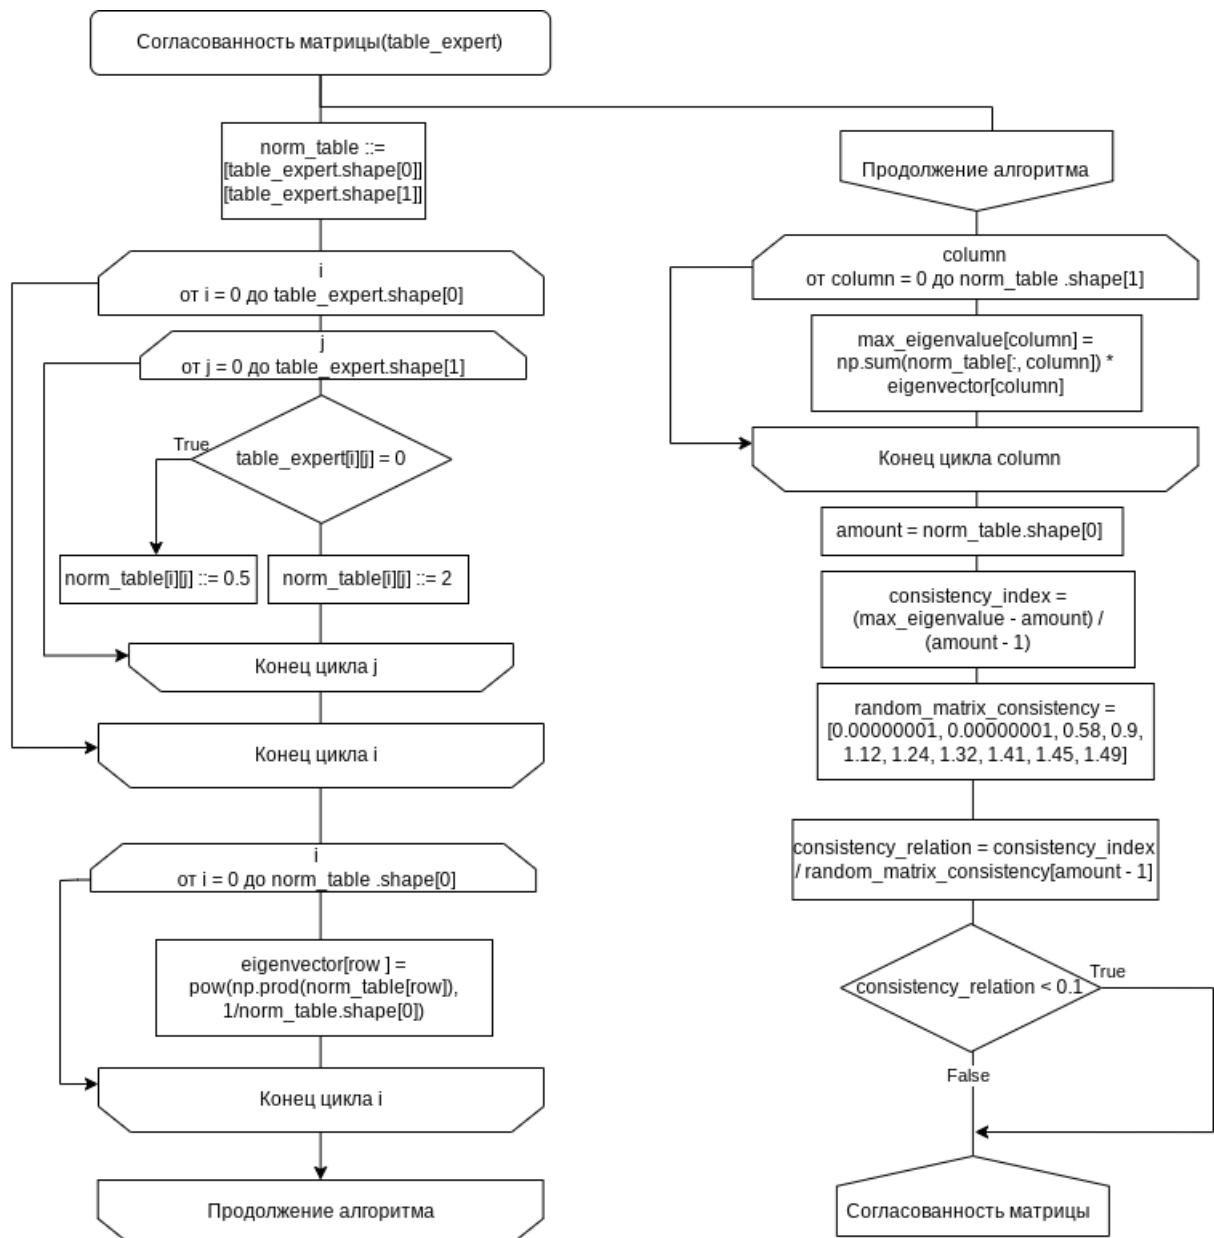 Согласованность матрицы(table_expert)
norm_table ::=
[table_expert.shape[0]]
[table_expert.shape[1]]
i
от i = 0 до table_expert.shape[0]
j
от j = 0 до table_expert.shape[1]
True
table_expert[i][j] = 0
norm_table[i][j] ::= 0.5
norm_table[i][j] ::= 2
Конец цикла j
Конец цикла i
i
от i = 0 до norm_table .shape[0]
eigenvector[row ] =
pow(np.prod(norm_table[row]),
1/norm_table.shape[0])
Конец цикла i
Продолжение алгоритма
Продолжение алгоритма
column
от column = 0 до norm_table .shape[1]
max_eigenvalue[column] =
np.sum(norm_table[:, column]) *
eigenvector[column]
Конец цикла column
amount = norm_table.shape[0]
consistency_index =
(max_eigenvalue - amount) /
(amount - 1)
random_matrix_consistency =
[0.00000001, 0.00000001, 0.58, 0.9,
1.12, 1.24, 1.32, 1.41, 1.45, 1.49]
consistency_relation = consistency_index
/ random_matrix_consistency[amount - 1]
consistency_relation < 0.1
True
False
Согласованность матрицы